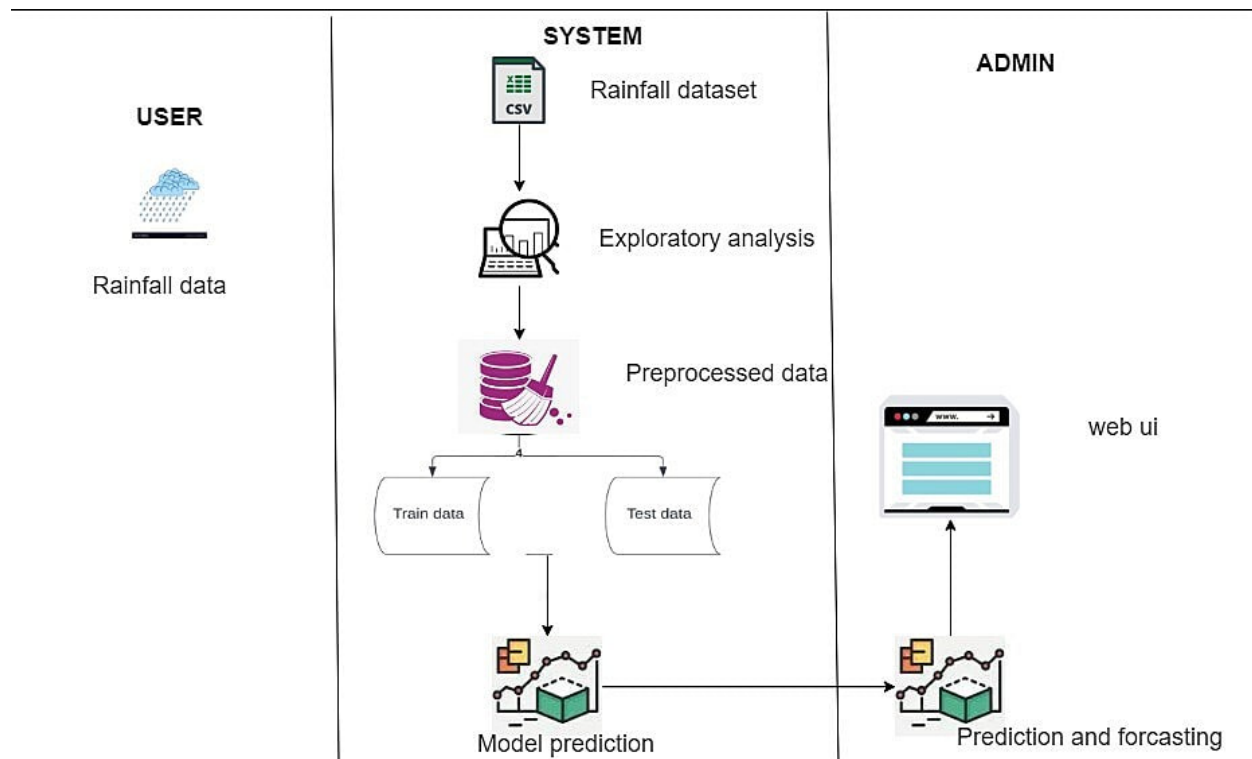 USER
Rainfall data
SYSTEM
CSV
Rainfall dataset
Exploratory analysis
Preprocessed data
4
Train data
Test data
Model prediction
ADMIN
www.
web ui
Prediction and forcasting